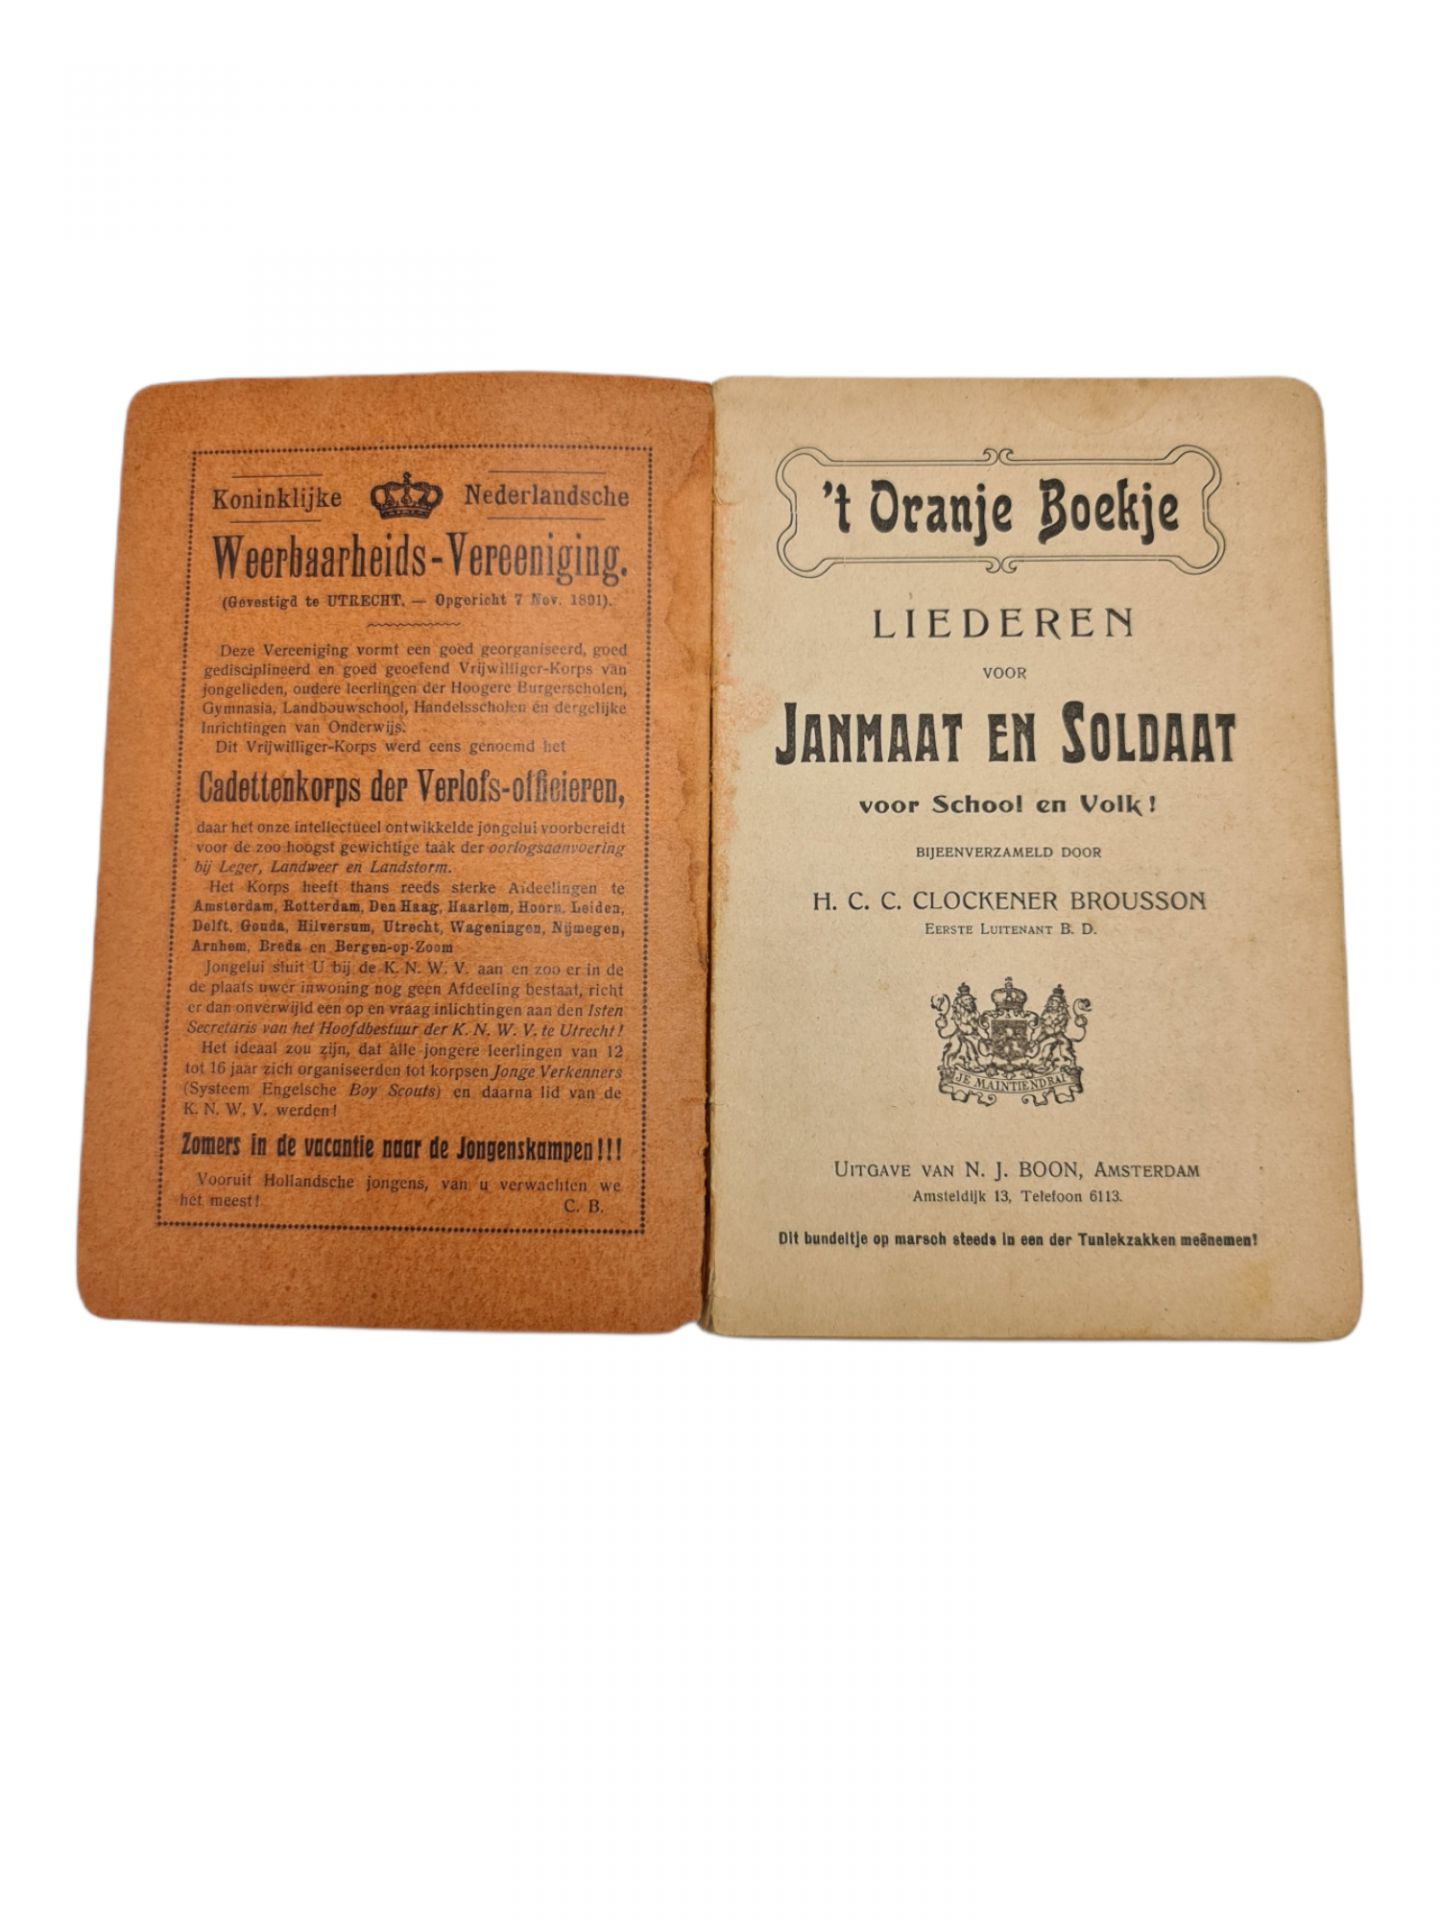 Koninklijke Nederlandsche
Weerbaarheids-Vereeniging.
(Gevestigd te UTRECHT. — Opgericht 7 Nov. 1891).
Deze Vereeniging vormt een goed georganiseerd, goed
gedisciplineerd en goed geoefend Vrijwilliger-Korps van
jongelieden, oudere leerlingen der Hoogere Burgerscholen,
Gymnasia, Landbouwschool, Handelsscholen én dergelijke
Inrichtingen van Onderwijs.
Dit Vrijwilliger-Korps werd eens genoemd het
Cadettenkorps der Verlofs-officieren,
daar het onze intellectueel ontwikkelde jongelui voorbereidt
voor de zoo hoogst gewichtige taak der oorlogsaanvoering
bij Leger, Landweer en Landstorm.
Het Korps heeft thans reeds sterke Afdeelingen te
Amsterdam, Rotterdam, Den Haag, Haarlem, Hoorn, Leiden,
Delft, Gouda, Hilversum, Utrecht, Wageningen, Nijmegen,
Arnhem, Breda en Bergen-op-Zoom
Jongelui sluit U bij de K. N. W. V. aan en zoo er in de
de plaats uwer inwoning nog geen Afdeeling bestaat, richt
er dan onverwijld een op en vraag inlichtingen aan den Isten
Secretaris van het Hoofdbestuur der K. N. W. V. te Utrecht!
Het ideaal zou zijn, dat àlle jongere leerlingen van 12
tot 16 jaar zich organiseerden tot korpsen Jonge Verkenners
(Systeem Engelsche Boy Scouts) en daarna lid van de
K. N. W. V. werden!
Zomers in de vacantie naar de Jongenskampen!!!
Vooruit Hollandsche jongens, van u verwachten we
het meest!
C. B.
't Oranje Boekje
LIEDEREN
VOOR
JANMAAT EN SOLDAAT
voor School en Volk!
BIJEENVERZAMELD DOOR
H. C. C. CLOCKENER BROUSSON
EERSTE LUITENANT B. D.
JE MAINTIENDRAI
UITGAVE VAN N. J. BOON, AMSTERDAM
Amsteldijk 13, Telefoon 6113.
Dit bundeltje op marsch steeds in een der Tuniekzakken meênemen!